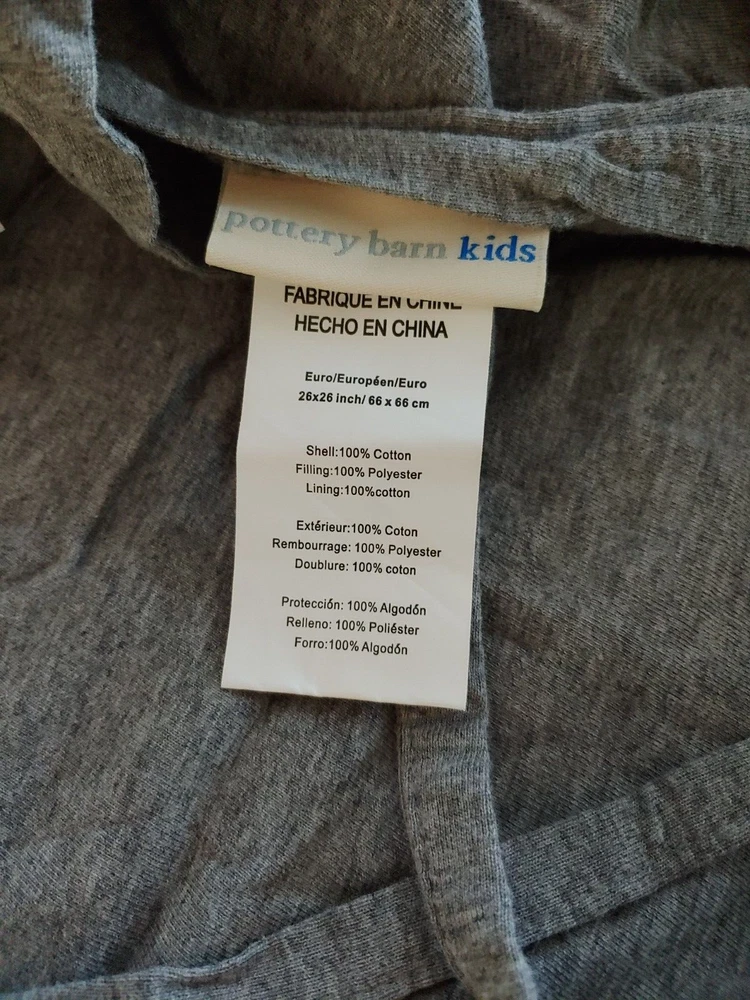 pottery barn kids
FABRIQUÉ EN CHINE
HECHO EN CHINA
Euro/Européen/Euro
26x26 inch/ 66 x 66 cm
Shell:100% Cotton
Filling:100% Polyester
Lining:100%cotton
Extérieur:100% Coton
Rembourrage: 100% Polyester
Doublure: 100% coton
Protección: 100% Algodón
Relleno: 100% Poliéster
Forro:100% Algodón